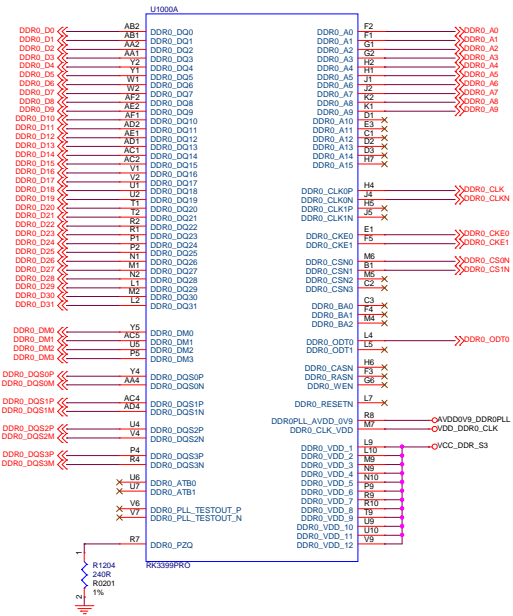 U1000A
DDR0_D0 AB2 DDR0_DQ0
DDR0_D1 AB1 DDR0_DQ1
DDR0_D2 AA2 DDR0_DQ2
DDR0_D3 AA1 DDR0_DQ3
DDR0_D4 Y2 DDR0_DQ4
DDR0_D5 Y1 DDR0_DQ5
DDR0_D6 W1 DDR0_DQ6
DDR0_D7 W2 DDR0_DQ7
DDR0_D8 AF2 DDR0_DQ8
DDR0_D9 AE2 DDR0_DQ9
DDR0_D10 AF1 DDR0_DQ10
DDR0_D11 AD2 DDR0_DQ11
DDR0_D12 AE1 DDR0_DQ12
DDR0_D13 AD1 DDR0_DQ13
DDR0_D14 AC1 DDR0_DQ14
DDR0_D15 AC2 DDR0_DQ15
DDR0_D16 V1 DDR0_DQ16
DDR0_D17 V2 DDR0_DQ17
DDR0_D18 U1 DDR0_DQ18
DDR0_D19 U2 DDR0_DQ19
DDR0_D20 T1 DDR0_DQ20
DDR0_D21 T2 DDR0_DQ21
DDR0_D22 R2 DDR0_DQ22
DDR0_D23 R1 DDR0_DQ23
DDR0_D24 P1 DDR0_DQ24
DDR0_D25 P2 DDR0_DQ25
DDR0_D26 N1 DDR0_DQ26
DDR0_D27 M1 DDR0_DQ27
DDR0_D28 N2 DDR0_DQ28
DDR0_D29 L1 DDR0_DQ29
DDR0_D30 M2 DDR0_DQ30
DDR0_D31 L2 DDR0_DQ31
DDR0_DM0 Y5 DDR0_DM0
DDR0_DM1 AC5 DDR0_DM1
DDR0_DM2 U5 DDR0_DM2
DDR0_DM3 P5 DDR0_DM3
DDR0_DQS0P Y4 DDR0_DQS0P
DDR0_DQS0M AA4 DDR0_DQS0N
DDR0_DQS1P AC4 DDR0_DQS1P
DDR0_DQS1M AD4 DDR0_DQS1N
DDR0_DQS2P U4 DDR0_DQS2P
DDR0_DQS2M V4 DDR0_DQS2N
DDR0_DQS3P P4 DDR0_DQS3P
DDR0_DQS3M R4 DDR0_DQS3N
U6 DDR0_ATB0
U7 DDR0_ATB1
V6 DDR0_PLL_TESTOUT_P
V7 DDR0_PLL_TESTOUT_N
R7 DDR0_PZQ
DDR0_A0 F2 DDR0_A0
DDR0_A1 F1 DDR0_A1
DDR0_A2 G1 DDR0_A2
DDR0_A3 G2 DDR0_A3
DDR0_A4 H2 DDR0_A4
DDR0_A5 H1 DDR0_A5
DDR0_A6 J1 DDR0_A6
DDR0_A7 J2 DDR0_A7
DDR0_A8 K2 DDR0_A8
DDR0_A9 K1 DDR0_A9
DDR0_A10 D1
DDR0_A11 E3
DDR0_A12 C1
DDR0_A13 D2
DDR0_A14 D3
DDR0_A15 H7
DDR0_CLK0P H4 DDR0_CLK
DDR0_CLK0N J4 DDR0_CLKN
DDR0_CLK1P H5
DDR0_CLK1N J5
DDR0_CKE0 E1 DDR0_CKE0
DDR0_CKE1 F5 DDR0_CKE1
DDR0_CSN0 M6 DDR0_CS0N
DDR0_CSN1 B1 DDR0_CS1N
DDR0_CSN2 M5
DDR0_CSN3 C2
DDR0_BA0 C3
DDR0_BA1 F4
DDR0_BA2 M4
DDR0_ODT0 L4 DDR0_ODT0
DDR0_ODT1 L5
DDR0_CASN H6
DDR0_RASN F3
DDR0_WEN G6
DDR0_RESETN L7
DDR0PLL_AVDD_0V9 R8 AVDD0V9_DDR0PLL
DDR0_CLK_VDD M7 VDD_DDR0_CLK
DDR0_VDD_1 L9 VCC_DDR_S3
DDR0_VDD_2 L10
DDR0_VDD_3 M9
DDR0_VDD_4 N9
DDR0_VDD_5 N10
DDR0_VDD_6 P9
DDR0_VDD_7 R9
DDR0_VDD_8 R10
DDR0_VDD_9 T9
DDR0_VDD_10 U9
DDR0_VDD_11 U10
DDR0_VDD_12 V9
RK3399PRO
1
R1204
240R
R0201
1%
2